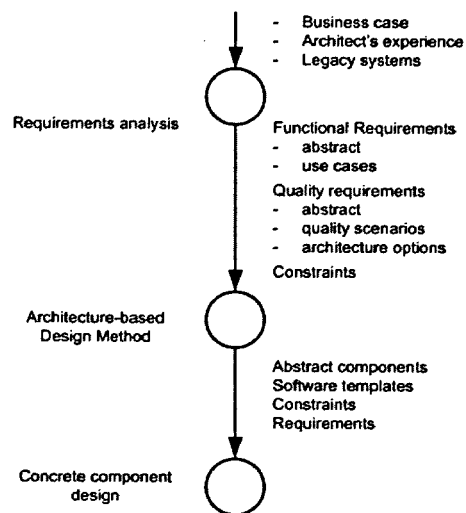 - Business case
- Architect's experience
- Legacy systems
Requirements analysis
Functional Requirements
- abstract
- use cases
Quality requirements
- abstract
- quality scenarios
- architecture options
Constraints
Architecture-based
Design Method
Abstract components
Software templates
Constraints
Requirements
Concrete component
design